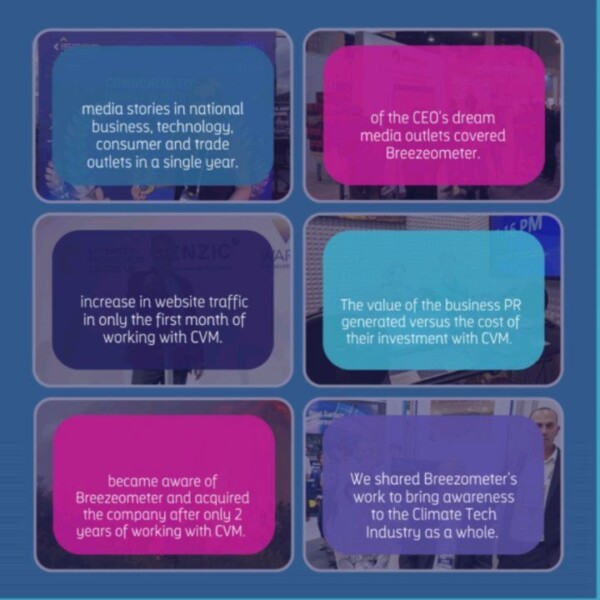 media stories in national
business, technology,
consumer and trade
outlets in a single year.
of the CEO's dream
media outlets covered
Breezeometer.
increase in website traffic
in only the first month of
working with CVM.
The value of the business PR
generated versus the cost of
their investment with CVM.
became aware of
Breezeometer and acquired
the company after only 2
years of working with CVM.
We shared Breezometer's
work to bring awareness
to the Climate Tech
Industry as a whole.